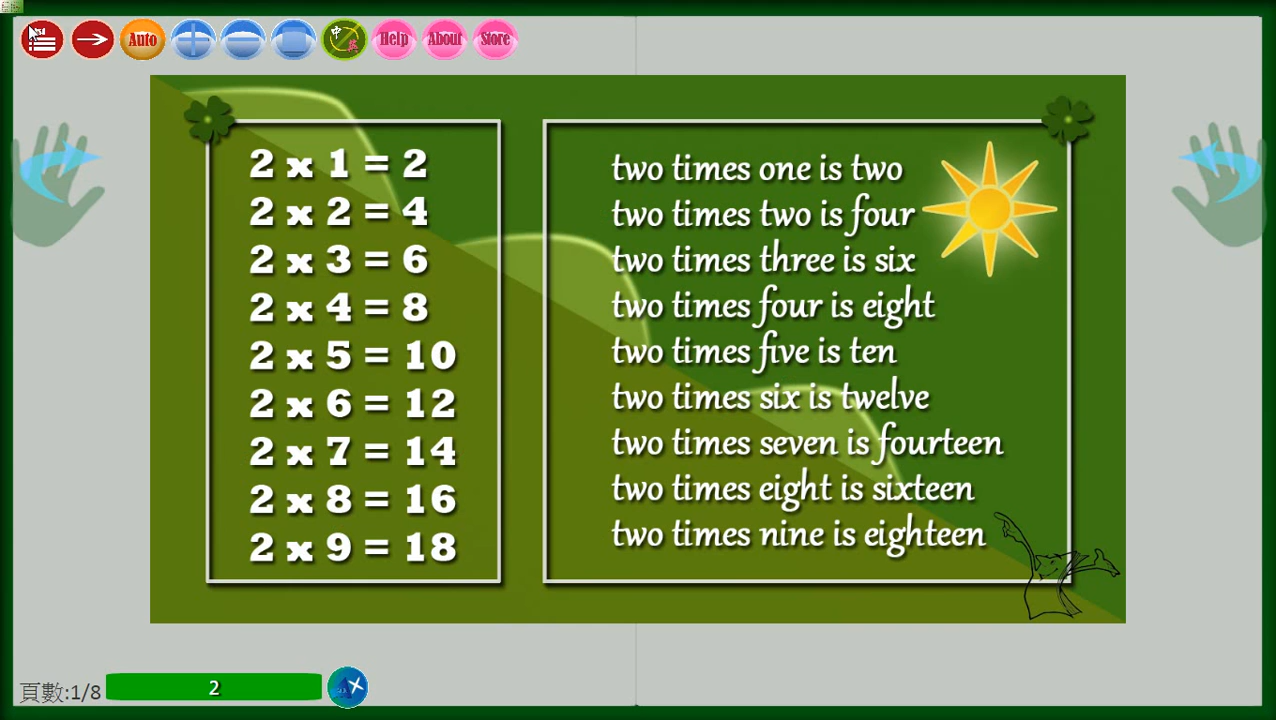 Auto
中
英
Help
About
Store
2 x 1 = 2
2 x 2 = 4
2 x 3 = 6
2 x 4 = 8
2 x 5 = 10
2 x 6 = 12
2 x 7 = 14
2 x 8 = 16
2 x 9 = 18
two times one is two
two times two is four
two times three is six
two times four is eight
two times five is ten
two times six is twelve
two times seven is fourteen
two times eight is sixteen
two times nine is eighteen
頁數:1/8
2